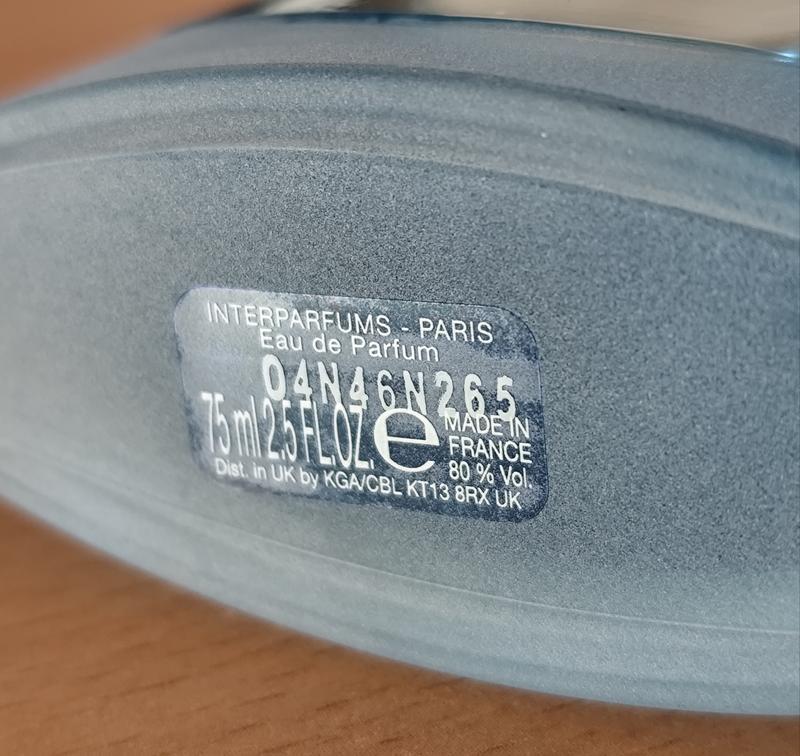 INTERPARFUMS - PARIS
Eau de Parfum
04N46N265
75 ml 2.5 FL.OZ. e MADE IN
FRANCE
80 % Vol.
Dist. in UK by KGA/CBL KT13 8RX UK